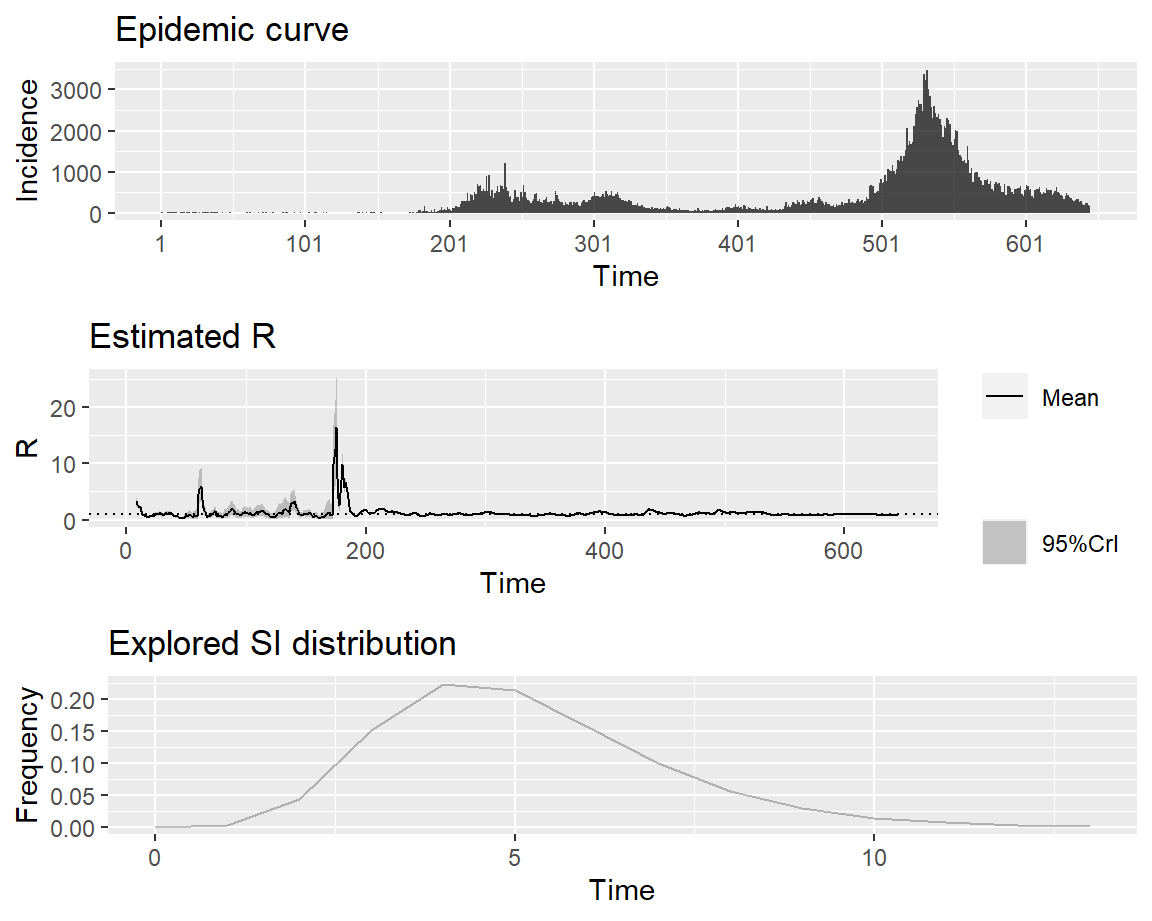 Epidemic curve
Incidence
3000
2000
1000
0
1 101 201 301 401 501 601
Time
Estimated R
R
20
10
0
0 200 400 600
Time
Mean
95%CrI
Explored SI distribution
Frequency
0.20
0.15
0.10
0.05
0.00
0 5 10
Time